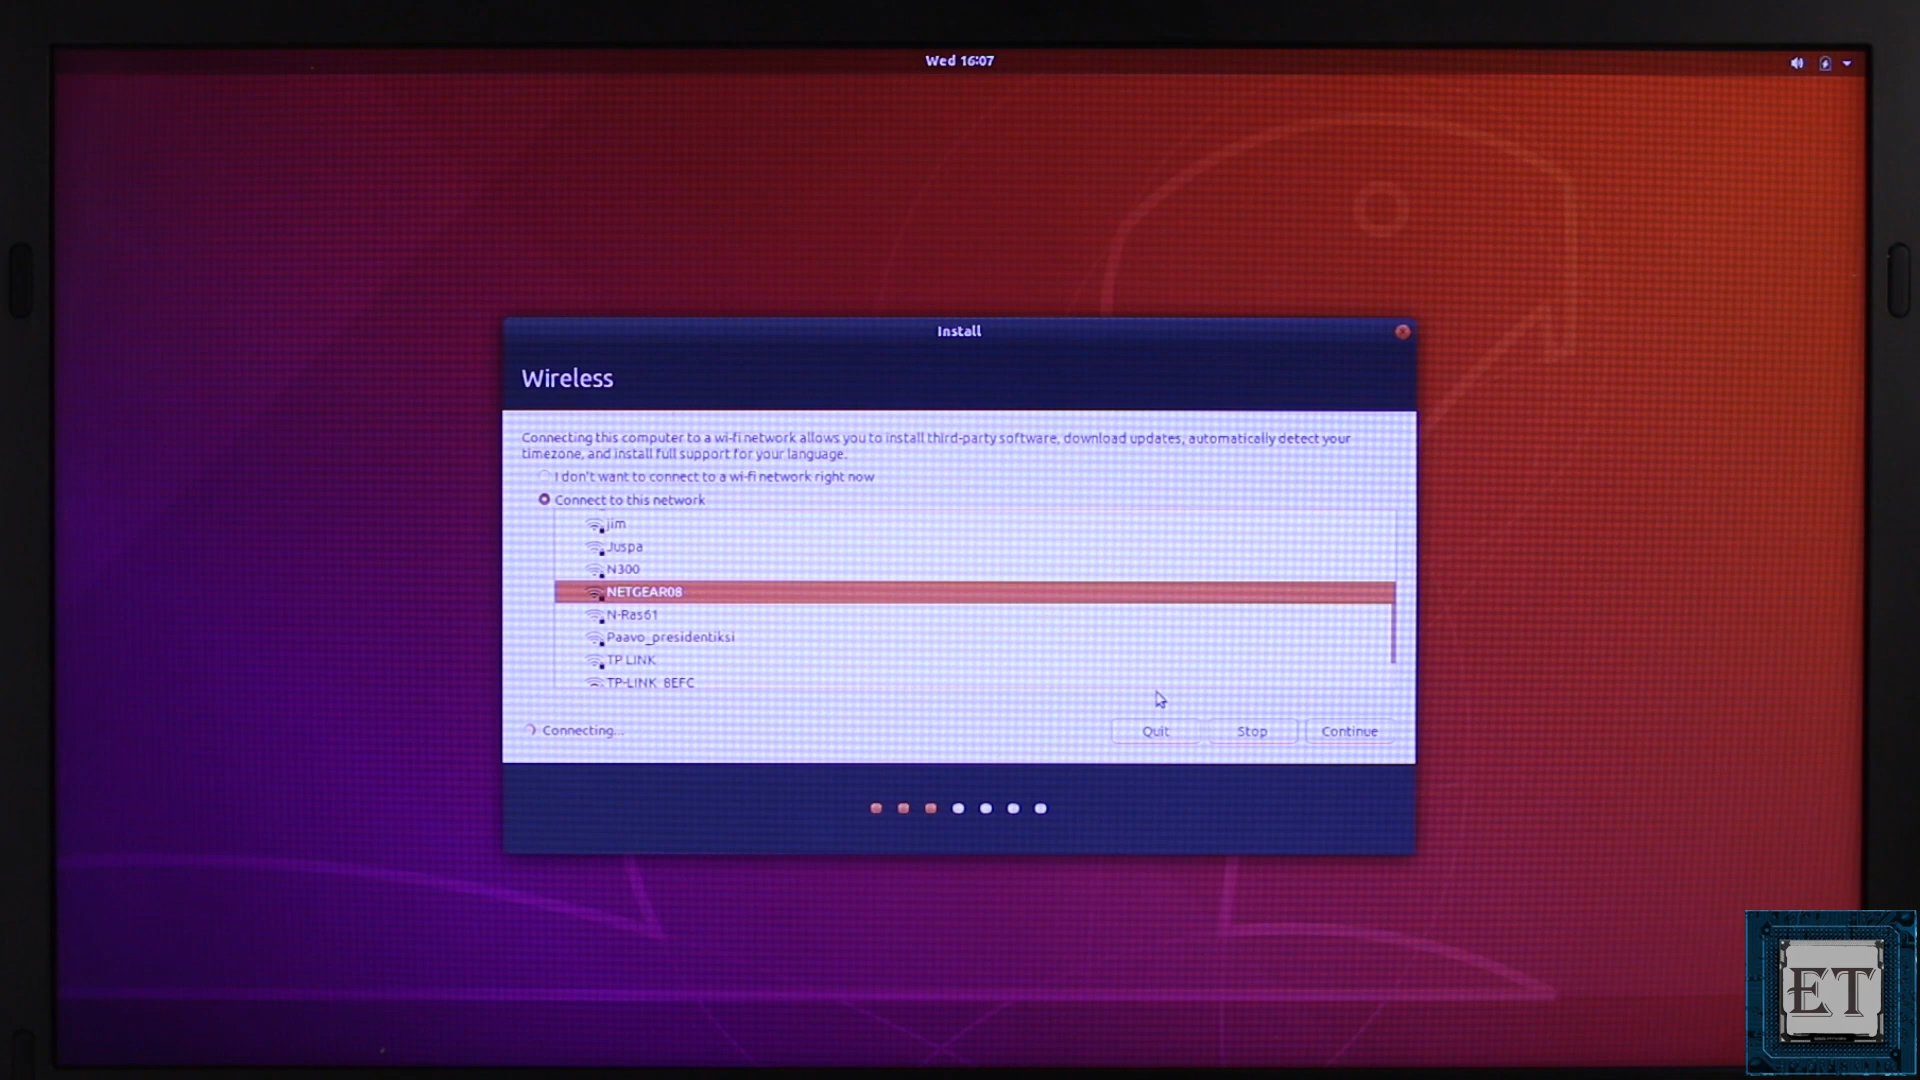 Wed 16:07
Install
Wireless
Connecting this computer to a wi-fi network allows you to install third-party software, download updates, automatically detect your
timezone, and install full support for your language.
I don't want to connect to a wi-fi network right now
Connect to this network
jim
Juspa
N300
NETGEAR08
N-Ras61
Paavo_presidentiksi
TP LINK
TP-LINK_8EFC
Connecting...
Quit
Stop
Continue
ET